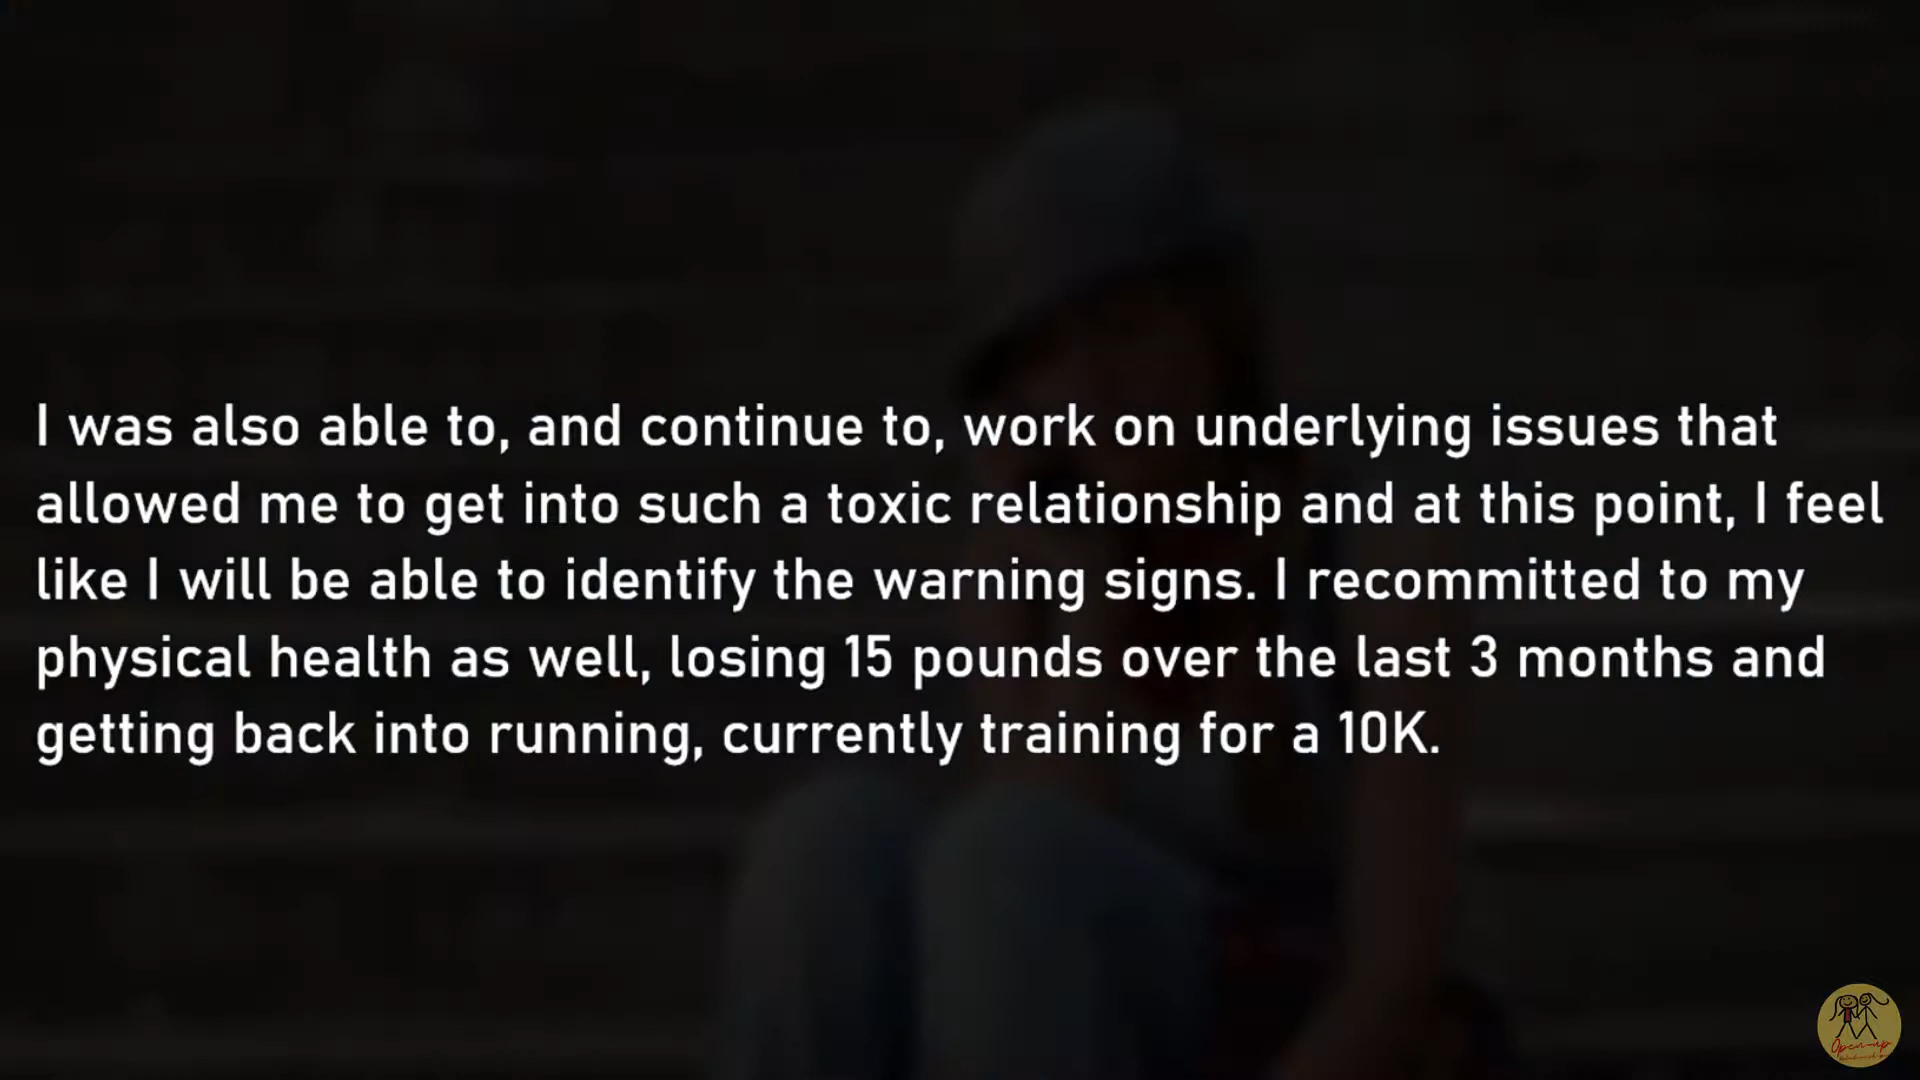 I was also able to, and continue to, work on underlying issues that
allowed me to get into such a toxic relationship and at this point, I feel
like I will be able to identify the warning signs. I recommitted to my
physical health as well, losing 15 pounds over the last 3 months and
getting back into running, currently training for a 10K.
Open-up